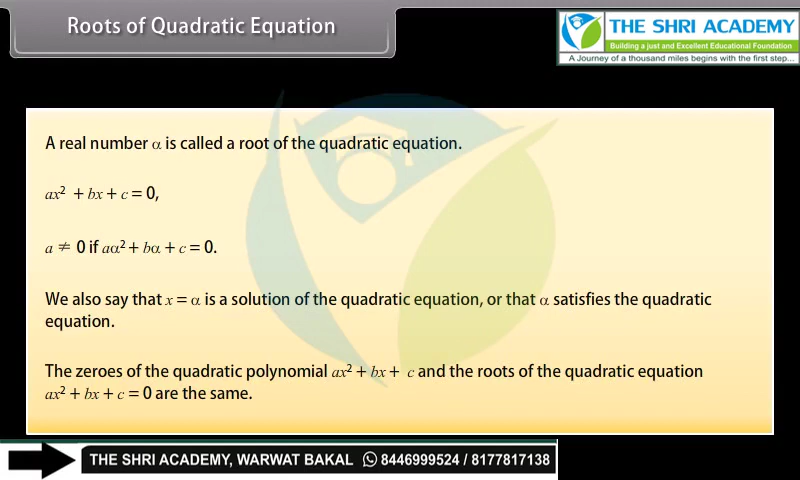 Roots of Quadratic Equation
THE SHRI ACADEMY
Building a just and Excellent Educational Foundation
A Journey of a thousand miles begins with the first step...
A real number α is called a root of the quadratic equation.
ax² + bx + c = 0,
a ≠ 0 if aα² + bα + c = 0.
We also say that x = α is a solution of the quadratic equation, or that α satisfies the quadratic
equation.
The zeroes of the quadratic polynomial ax² + bx + c and the roots of the quadratic equation
ax² + bx + c = 0 are the same.
THE SHRI ACADEMY, WARWAT BAKAL 8446999524 / 8177817138